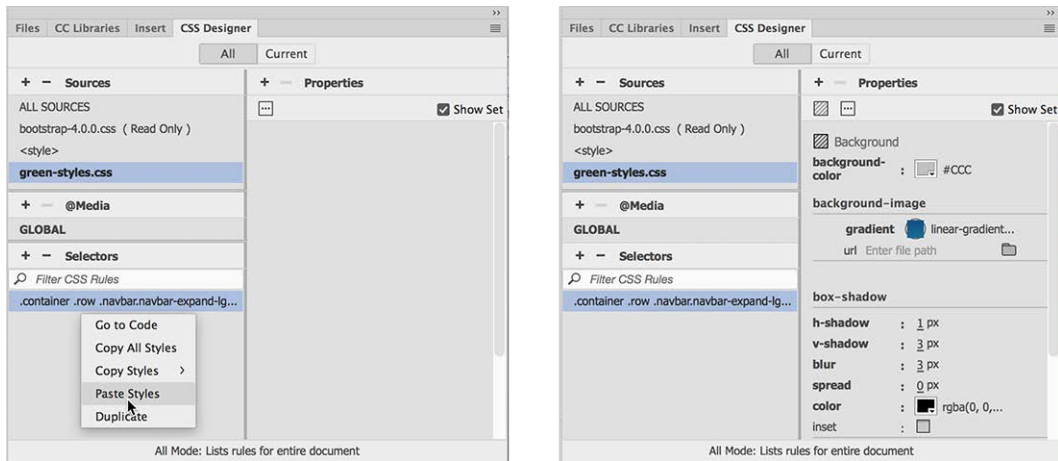 Files CC Libraries Insert CSS Designer
All Current
+ − Sources
ALL SOURCES
bootstrap-4.0.0.css ( Read Only )
<style>
green-styles.css
+ − @Media
GLOBAL
+ − Selectors
Filter CSS Rules
.container .row .navbar.navbar-expand-lg...
Go to Code
Copy All Styles
Copy Styles >
Paste Styles
Duplicate
+ − Properties
Show Set
All Mode: Lists rules for entire document
Files CC Libraries Insert CSS Designer
All Current
+ − Sources
ALL SOURCES
bootstrap-4.0.0.css ( Read Only )
<style>
green-styles.css
+ − @Media
GLOBAL
+ − Selectors
Filter CSS Rules
.container .row .navbar.navbar-expand-lg...
+ − Properties
Show Set
Background
background-
color : #CCC
background-image
gradient linear-gradient...
url Enter file path
box-shadow
h-shadow : 1 px
v-shadow : 3 px
blur : 3 px
spread : 0 px
color : rgba(0, 0,...
inset :
All Mode: Lists rules for entire document